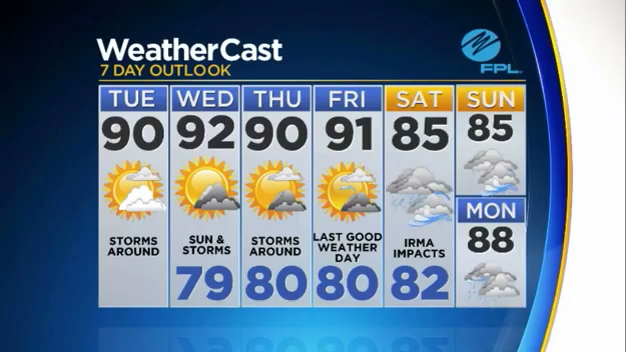 WeatherCast
7 DAY OUTLOOK
FPL.
TUE
90
STORMS
AROUND
WED
92
SUN &
STORMS
79
THU
90
STORMS
AROUND
80
FRI
91
LAST GOOD
WEATHER
DAY
80
SAT
85
IRMA
IMPACTS
82
SUN
85
MON
88